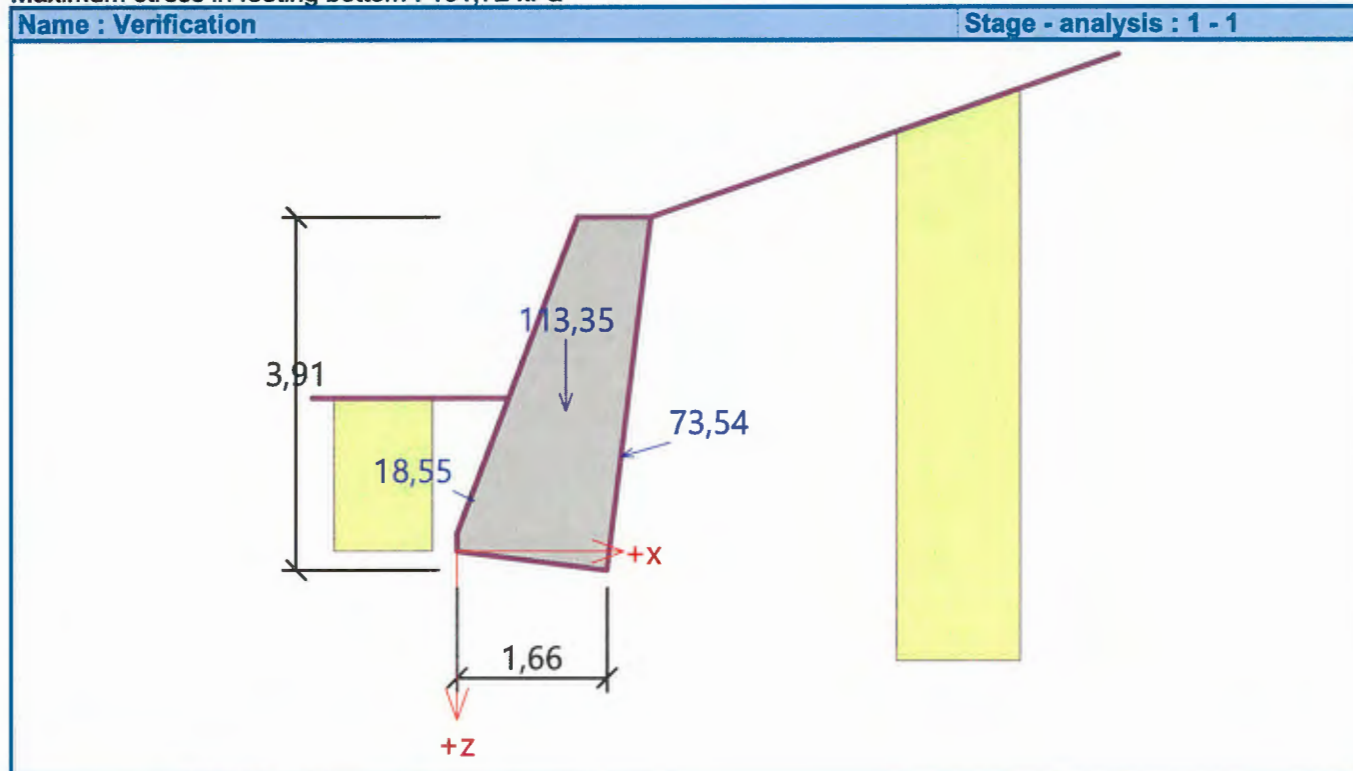 Name : Verification
Stage - analysis : 1 - 1
113,35
3,91
73,54
18,55
+x
1,66
+z